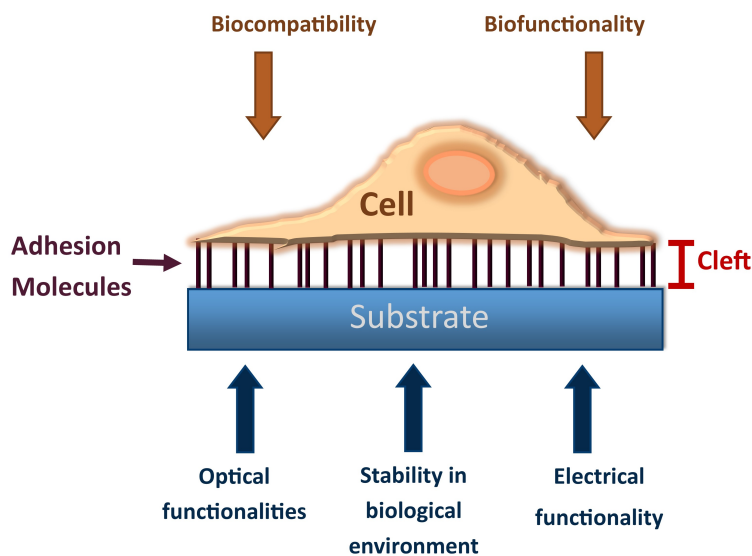 Biocompatibility
Biofunctionality
Cell
Adhesion
Molecules
Cleft
Substrate
Optical
functionalities
Stability in
biological
environment
Electrical
functionality